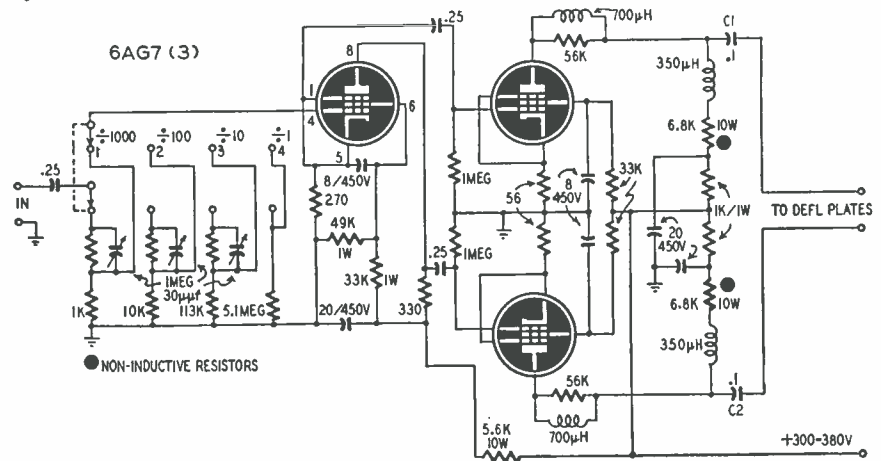 6AG7 (3)
.25
700µH
56K
C1
.1
350µH
6.8K
10W
8
1
4
6
5
÷1000
÷100
÷10
÷1
1
2
3
4
.25
IN
8/450V
270
49K
1W
33K
1W
20/450V
330
.25
1MEG
1MEG
56
8
450V
33K
1K/1W
20
450V
TO DEFL PLATES
6.8K
10W
350µH
1MEG
30µµf
1K
10K
113K
5.1MEG
NON-INDUCTIVE RESISTORS
56K
700µH
.1
C2
5.6K
10W
+300-380V